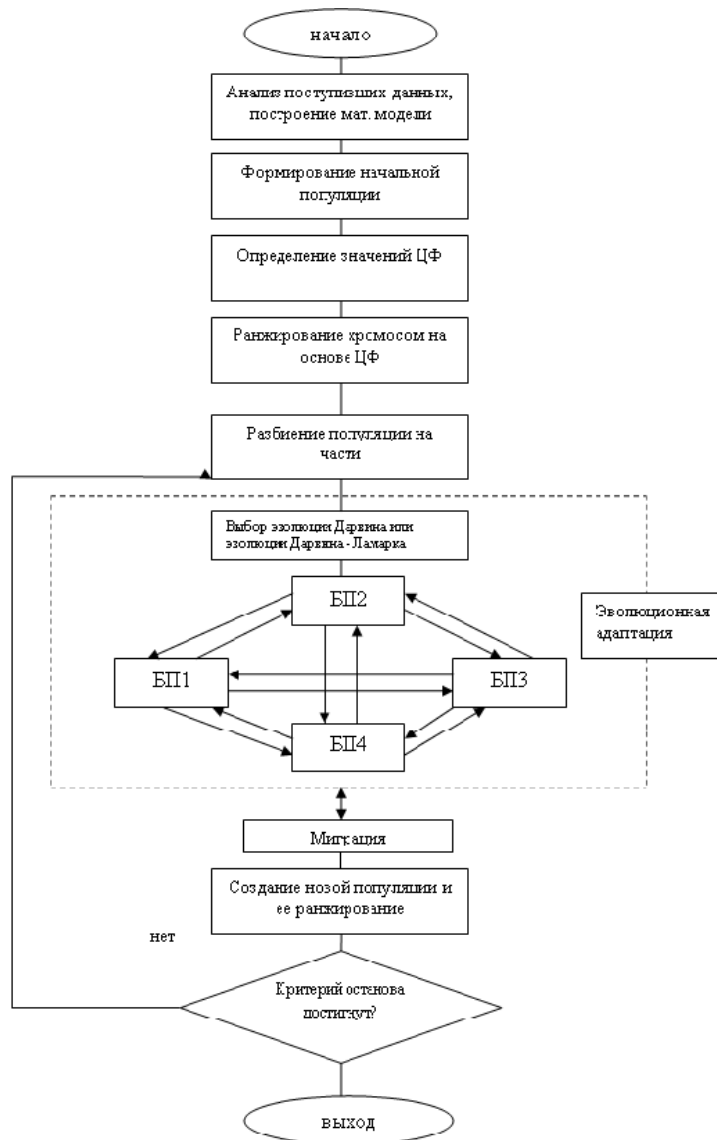 начало
Анализ поступивших данных,
построение мат. модели
Формирование начальной
популяции
Определение значений ЦФ
Ранжирование хромосом на
основе ЦФ
Разбиение популяции на
части
Выбор эволюции Дарвина или
эволюции Дарвина - Ламарка
БП2
Эволюционная
адаптация
БП1
БП3
БП4
Миграция
Создание новой популяции и
ее ранжирование
нет
Критерий останова
достигнут?
выход